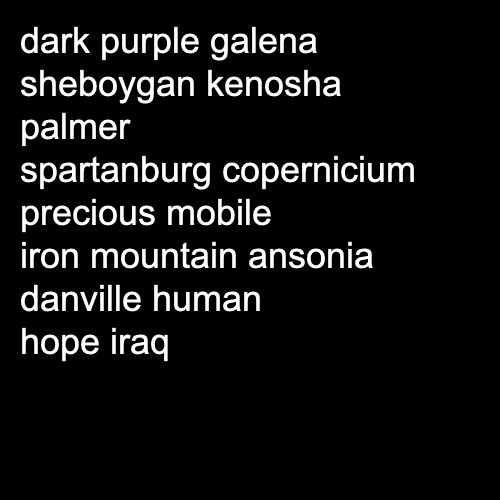 dark purple galena
sheboygan kenosha
palmer
spartanburg copernicium
precious mobile
iron mountain ansonia
danville human
hope iraq